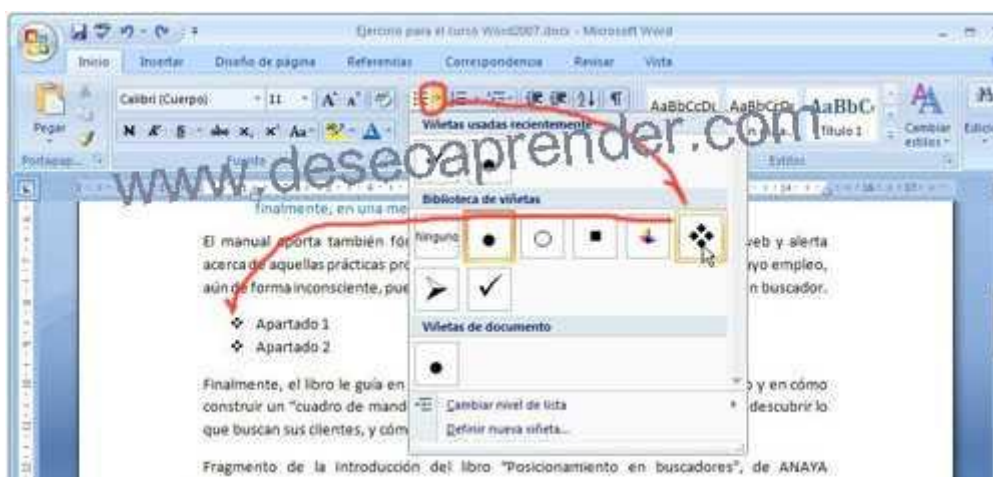 Ejercicio para el curso Word2007.docx - Microsoft Word
Inicio Insertar Diseño de página Referencias Correspondencia Revisar Vista
Calibri (Cuerpo) 11
AaBbCcDc AaBbCcDc AaBbC
Pegar
N K S abc x, x² Aa
Título 1
Cambiar estilos
Edición
Portapap... Fuente Estilos
www.deseoaprender.com
Viñetas usadas recientemente
Biblioteca de viñetas
Ninguno
Viñetas de documento
Cambiar nivel de lista
Definir nueva viñeta...
finalmente, en una me
El manual aporta también fór web y alerta
acerca de aquellas prácticas pro yo empleo,
aún de forma inconsciente, pue n buscador.
Apartado 1
Apartado 2
Finalmente, el libro le guía en o y en cómo
construir un "cuadro de mand descubrir lo
que buscan sus clientes, y cóm
Fragmento de la introducción del libro "Posicionamiento en buscadores", de ANAYA